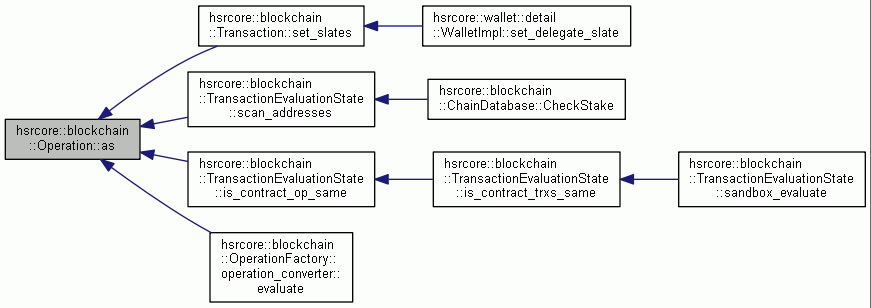 hsrcore::blockchain
::Transaction::set_slates
hsrcore::wallet::detail
::WalletImpl::set_delegate_slate
hsrcore::blockchain
::TransactionEvaluationState
::scan_addresses
hsrcore::blockchain
::ChainDatabase::CheckStake
hsrcore::blockchain
::Operation::as
hsrcore::blockchain
::TransactionEvaluationState
::is_contract_op_same
hsrcore::blockchain
::TransactionEvaluationState
::is_contract_trxs_same
hsrcore::blockchain
::TransactionEvaluationState
::sandbox_evaluate
hsrcore::blockchain
::OperationFactory::
operation_converter::
evaluate